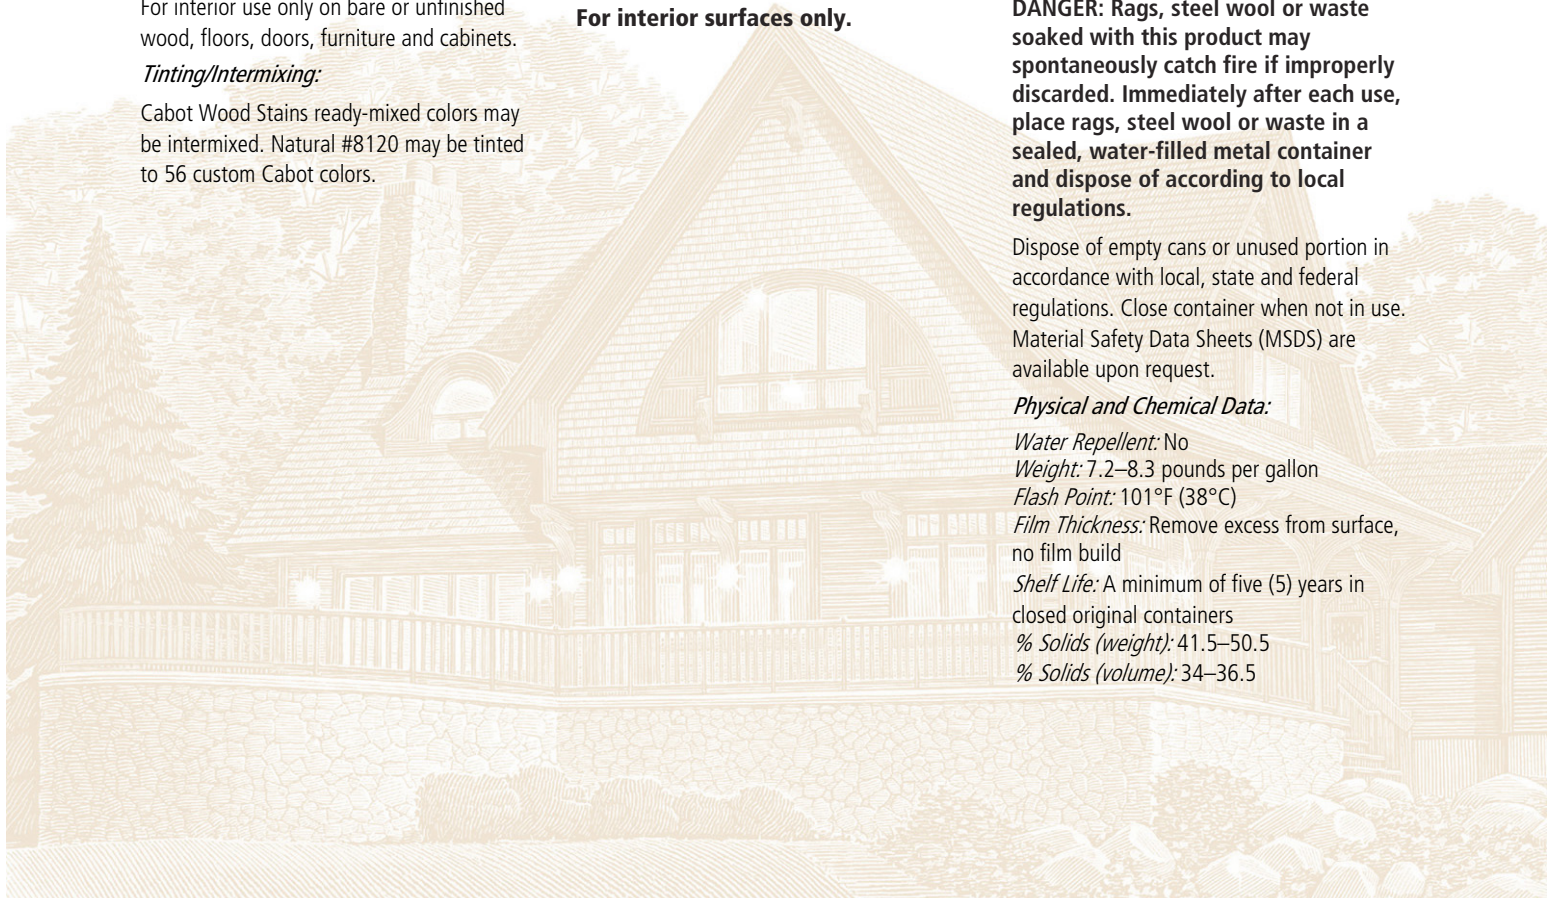 For interior use only on bare or unfinished
wood, floors, doors, furniture and cabinets.
Tinting/Intermixing:
Cabot Wood Stains ready-mixed colors may
be intermixed. Natural #8120 may be tinted
to 56 custom Cabot colors.
For interior surfaces only.
DANGER: Rags, steel wool or waste
soaked with this product may
spontaneously catch fire if improperly
discarded. Immediately after each use,
place rags, steel wool or waste in a
sealed, water-filled metal container
and dispose of according to local
regulations.
Dispose of empty cans or unused portion in
accordance with local, state and federal
regulations. Close container when not in use.
Material Safety Data Sheets (MSDS) are
available upon request.
Physical and Chemical Data:
Water Repellent: No
Weight: 7.2–8.3 pounds per gallon
Flash Point: 101°F (38°C)
Film Thickness: Remove excess from surface,
no film build
Shelf Life: A minimum of five (5) years in
closed original containers
% Solids (weight): 41.5–50.5
% Solids (volume): 34–36.5